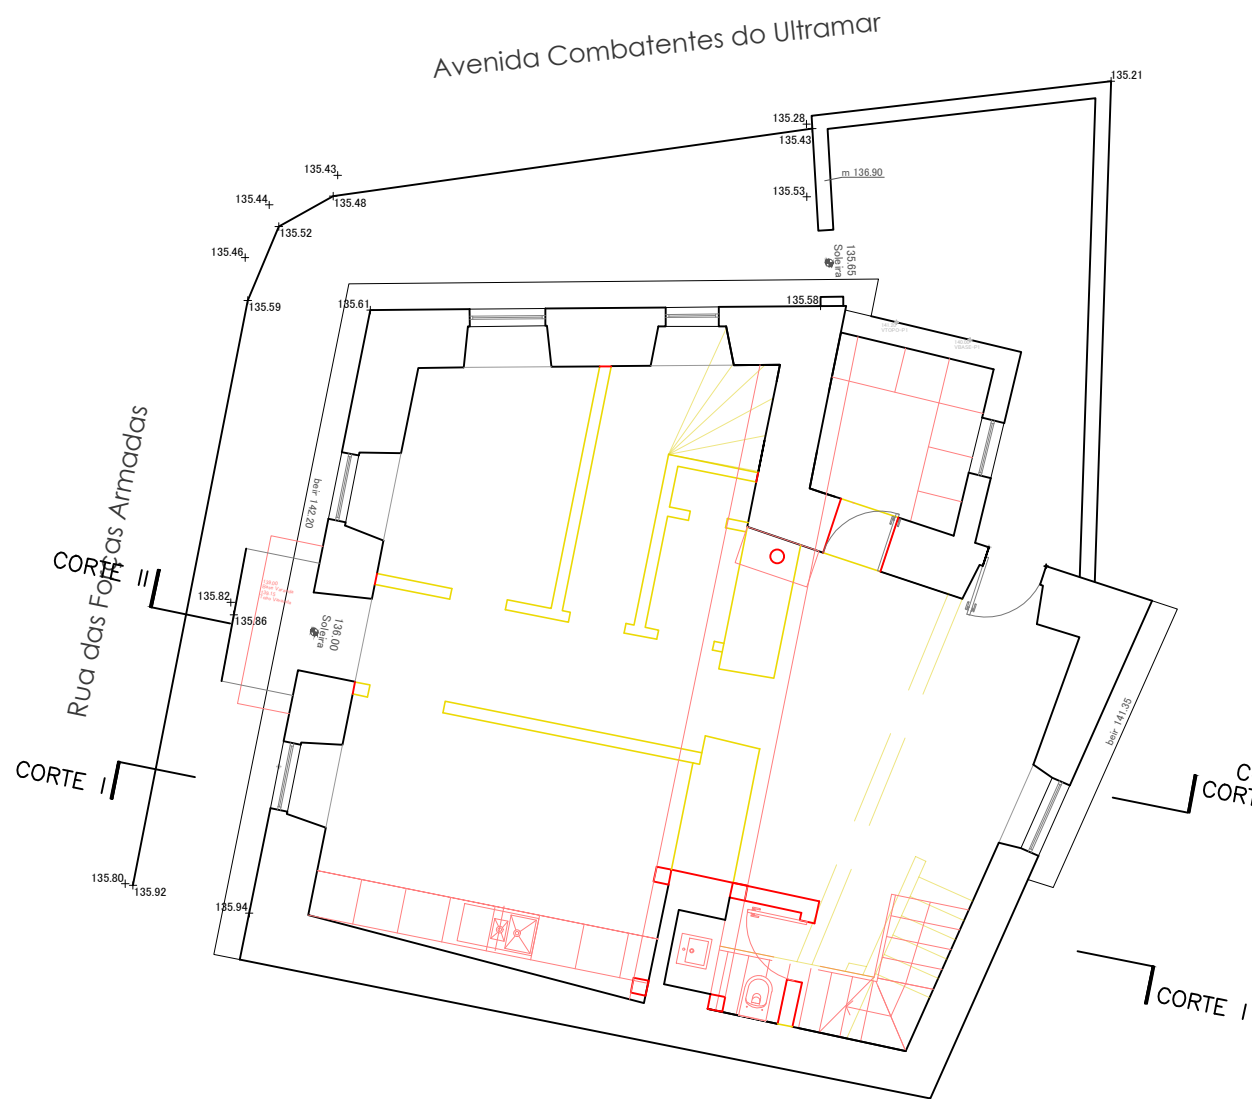 Avenida Combatentes do Ultramar
135.21
135.28
135.43
m 136.90
135.43
135.44
135.48
135.53
135.52
135.46
135.65
Soleira
135.59
135.61
135.58
Rua das Forças Armadas
beir 142.20
CORTE II
135.82
135.86
136.00
Soleira
beir 141.35
CORTE I
C
CORT
135.80
135.92
135.94
CORTE I